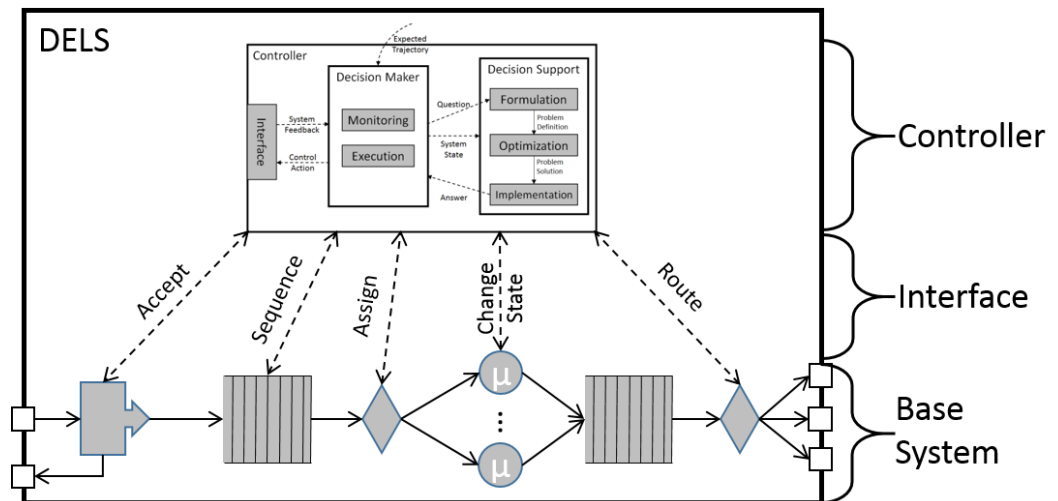 DELS
Expected
Trajectory
Controller
Decision Maker
Decision Support
Interface
System
Feedback
Control
Action
Monitoring
Execution
Question
System
State
Answer
Formulation
Problem
Definition
Optimization
Problem
Solution
Implementation
Accept
Sequence
Assign
Change
State
Route
μ
...
μ
Controller
Interface
Base
System